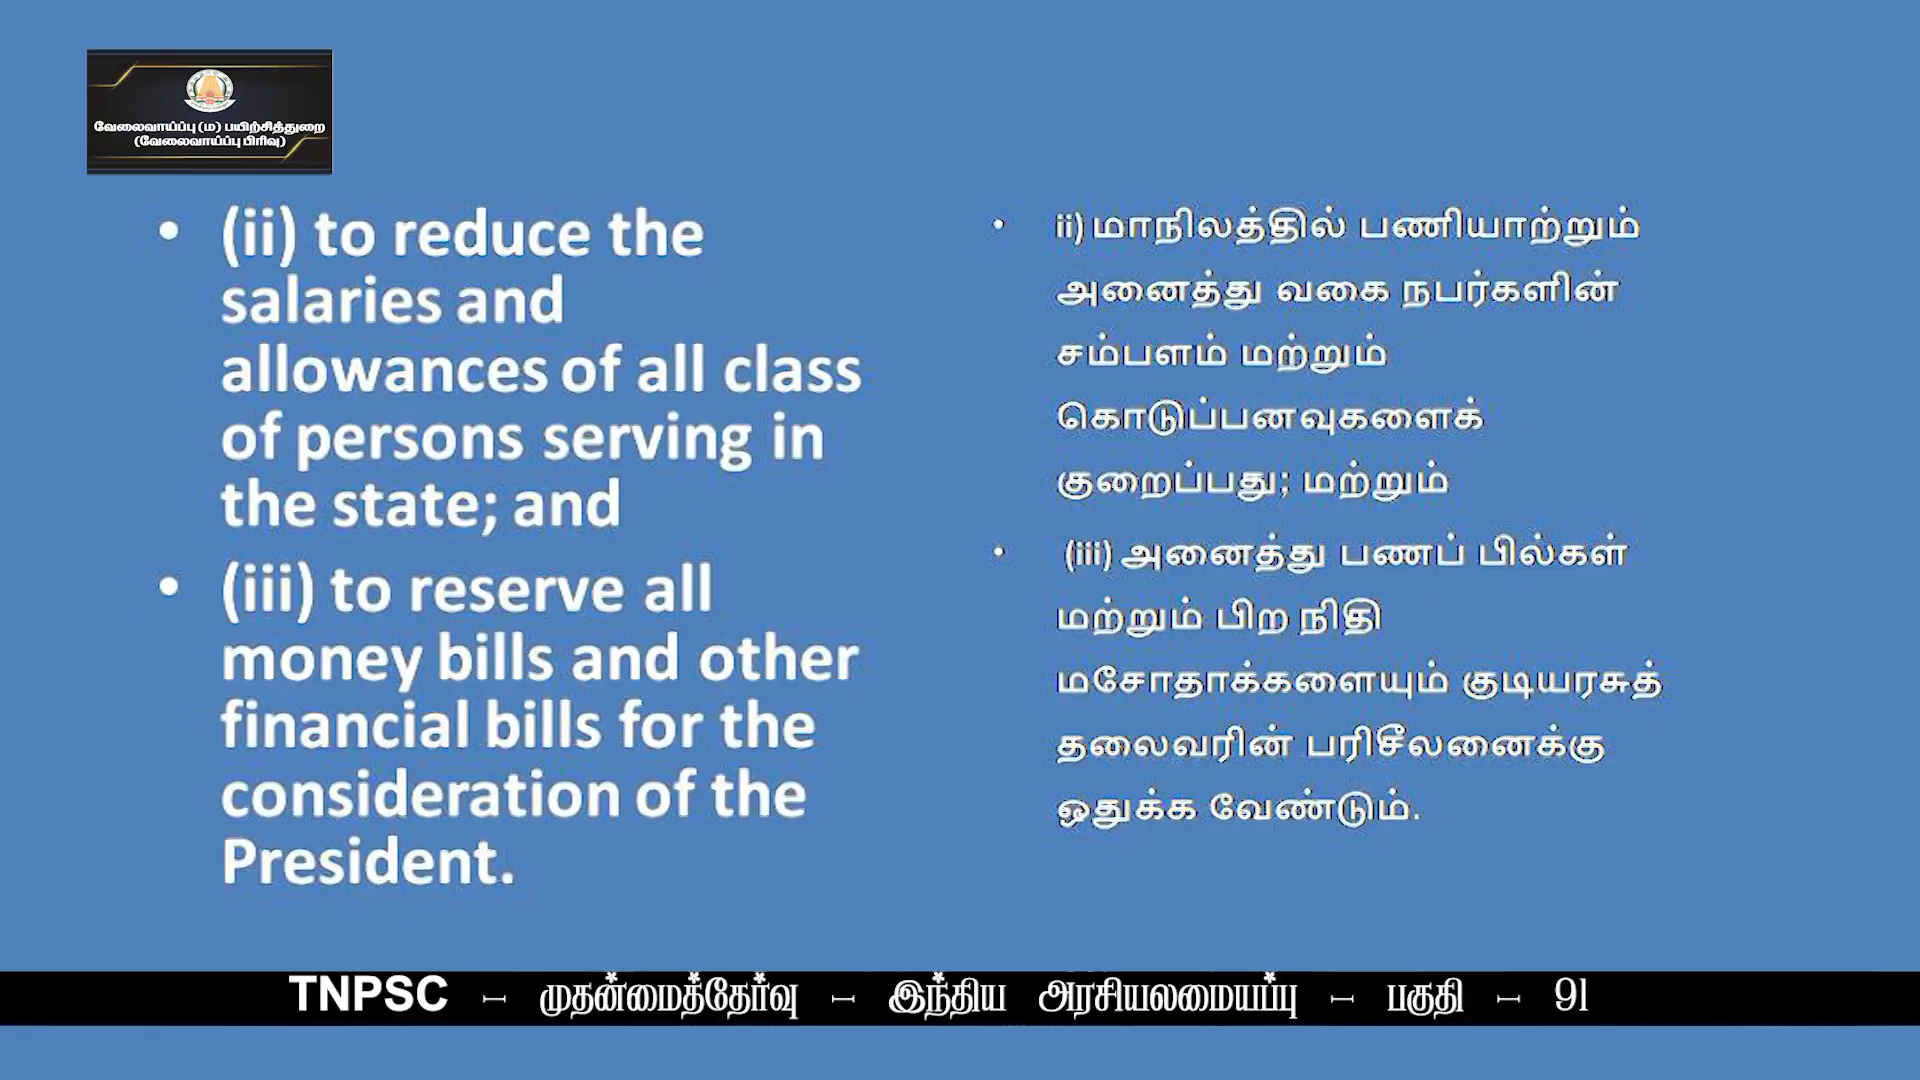 வேலைவாய்ப்பு (ம) பயிற்சித்துறை
(வேலைவாய்ப்பு பிரிவு)
• (ii) to reduce the
salaries and
allowances of all class
of persons serving in
the state; and
• (iii) to reserve all
money bills and other
financial bills for the
consideration of the
President.
• ii) மாநிலத்தில் பணியாற்றும்
அனைத்து வகை நபர்களின்
சம்பளம் மற்றும்
கொடுப்பனவுகளைக்
குறைப்பது; மற்றும்
• (iii) அனைத்து பணப் பில்கள்
மற்றும் பிற நிதி
மசோதாக்களையும் குடியரசுத்
தலைவரின் பரிசீலனைக்கு
ஒதுக்க வேண்டும்.
TNPSC – முதன்மைத்தேர்வு – இந்திய அரசியலமைப்பு – பகுதி – 91